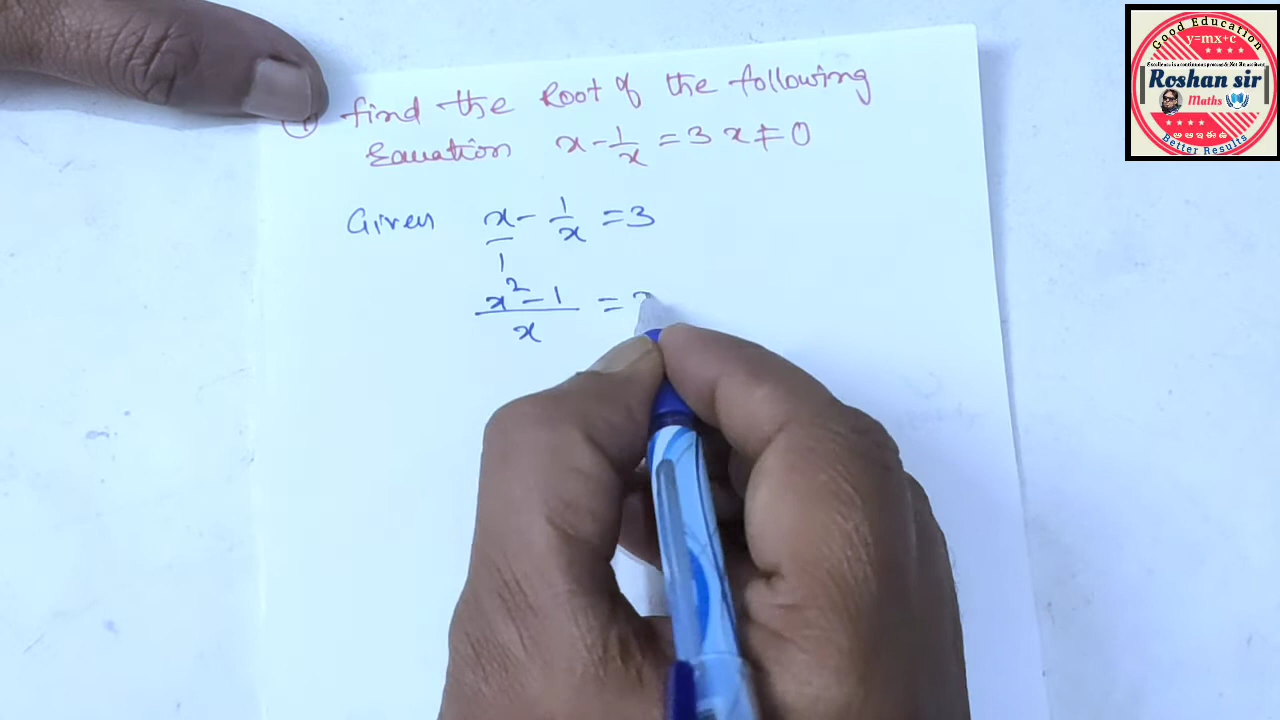 find the Root of the following
Equation x - 1/x = 3 x ≠ 0
Given x/1 - 1/x = 3
x² - 1 / x =
Good Education
y=mx+c
Roshan sir
Maths
Better Results